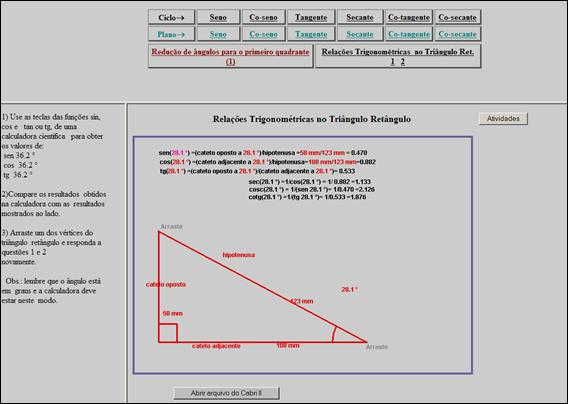 Ciclo→ Seno Co-seno Tangente Secante Co-tangente Co-secante
Plano→ Seno Co-seno Tangente Secante Co-tangente Co-secante
Redução de ângulos para o primeiro quadrante
(1)
Relações Trigonométricas no Triângulo Ret.
1 2
1) Use as teclas das funções sin,
cos e tan ou tg, de uma
calculadora científica para obter
os valores de:
sen 36.2 °
cos 36.2 °
tg 36.2 °
2)Compare os resultados obtidos
na calculadora com as resultados
mostrados ao lado.
3) Arraste um dos vértices do
triângulo retângulo e responda a
questões 1 e 2
novamente.
Obs.: lembre que o ângulo está
em graus e a calculadora deve
estar neste modo.
Relações Trigonométricas no Triângulo Retângulo
Atividades
sen(28.1 °) =(cateto oposto a 28.1 °)/hipotenusa =58 mm/123 mm = 0.470
cos(28.1 °) =(cateto adjacente a 28.1 °)/hipotenusa=108 mm/123 mm=0.882
tg(28.1 °) =(cateto oposto a 28.1 °)/(cateto adjacente a 28.1 °)= 0.533
sec(28.1 °) =1/cos(28.1 °) = 1/ 0.882 =1.133
cosc(28.1 °) = 1/(sen 28.1 °)= 1/0.470 =2.126
cotg(28.1 °) =1/(tg 28.1 °)= 1/0.533 =1.876
Arraste
hipotenusa
cateto oposto
28.1 °
123 mm
58 mm
cateto adjacente
108 mm
Arraste
Abrir arquivo do Cabri II